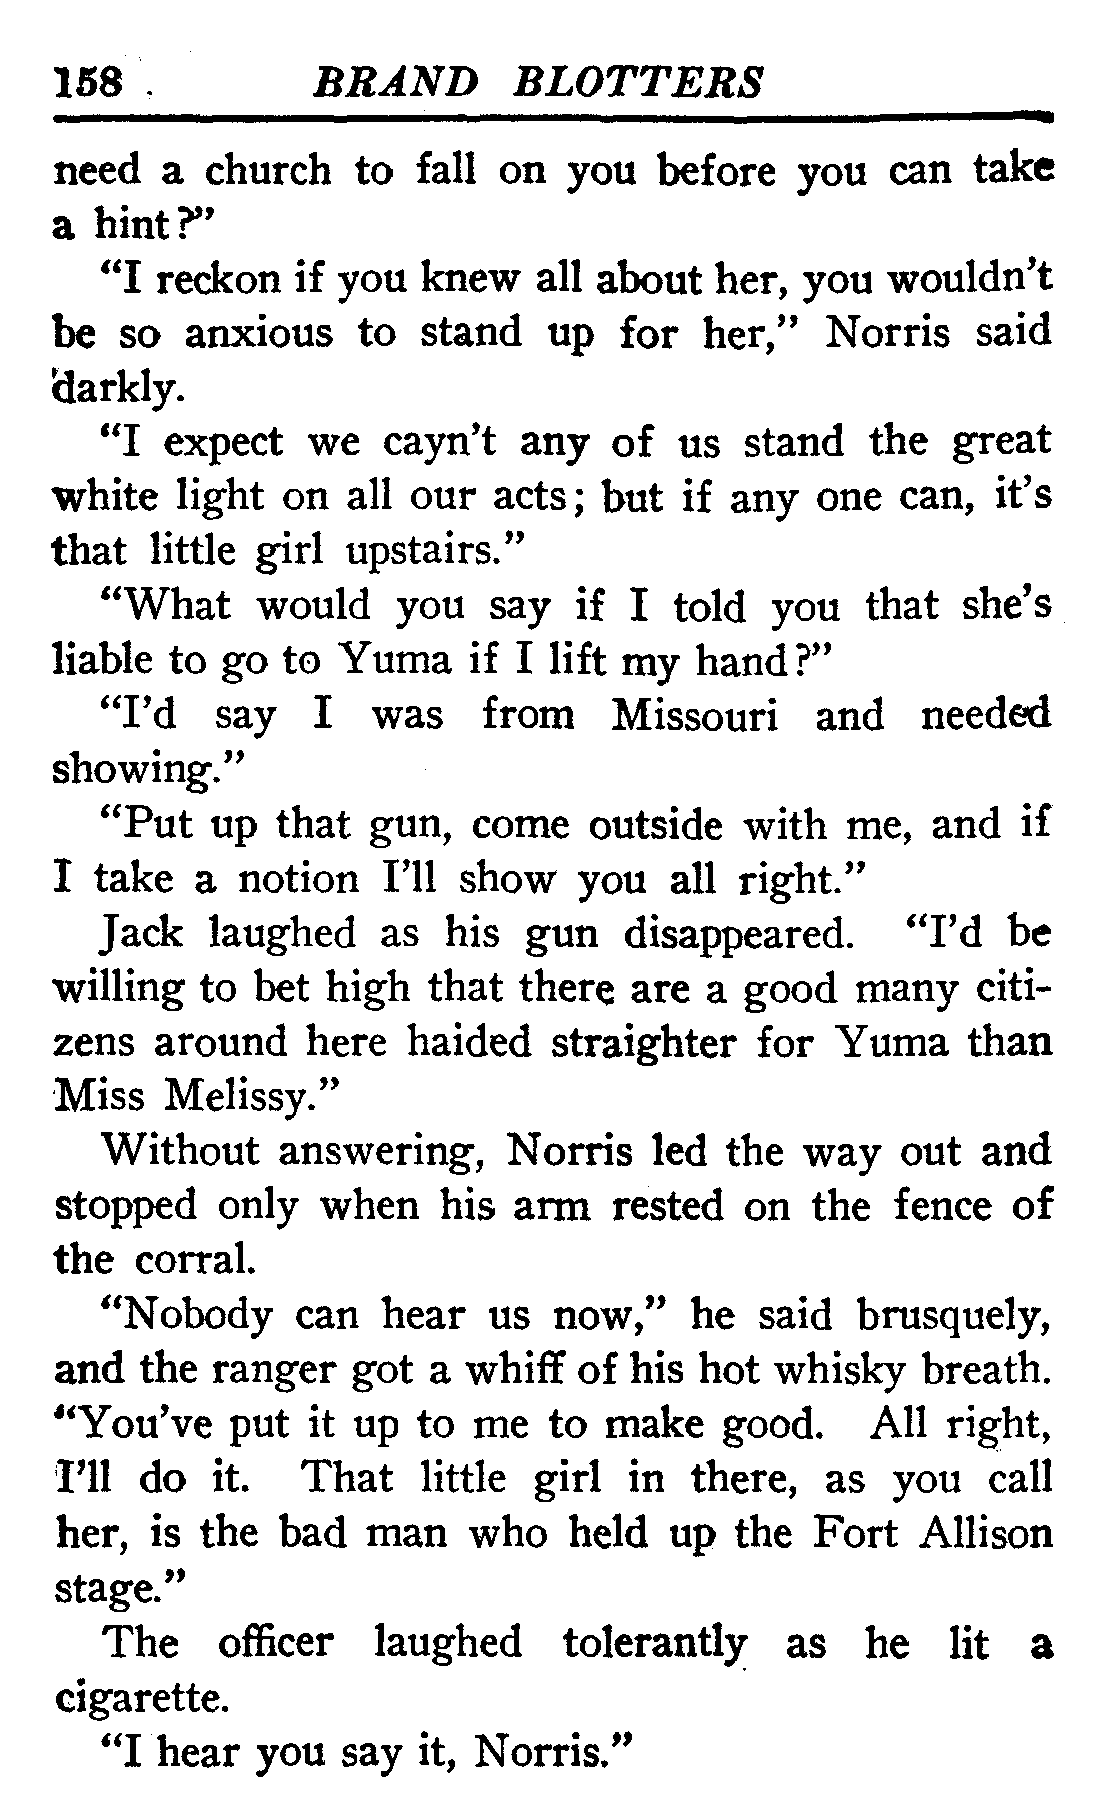 158 BRAND BLOTTERS
need a church to fall on you before you can take
a hint?”
“I reckon if you knew all about her, you wouldn’t
be so anxious to stand up for her,” Norris said
darkly.
“I expect we cayn’t any of us stand the great
white light on all our acts; but if any one can, it’s
that little girl upstairs.”
“What would you say if I told you that she’s
liable to go to Yuma if I lift my hand?”
“I’d say I was from Missouri and needed
showing.”
“Put up that gun, come outside with me, and if
I take a notion I’ll show you all right.”
Jack laughed as his gun disappeared. “I’d be
willing to bet high that there are a good many citi-
zens around here haided straighter for Yuma than
Miss Melissy.”
Without answering, Norris led the way out and
stopped only when his arm rested on the fence of
the corral.
“Nobody can hear us now,” he said brusquely,
and the ranger got a whiff of his hot whisky breath.
“You’ve put it up to me to make good. All right,
I’ll do it. That little girl in there, as you call
her, is the bad man who held up the Fort Allison
stage.”
The officer laughed tolerantly as he lit a
cigarette.
“I hear you say it, Norris.”